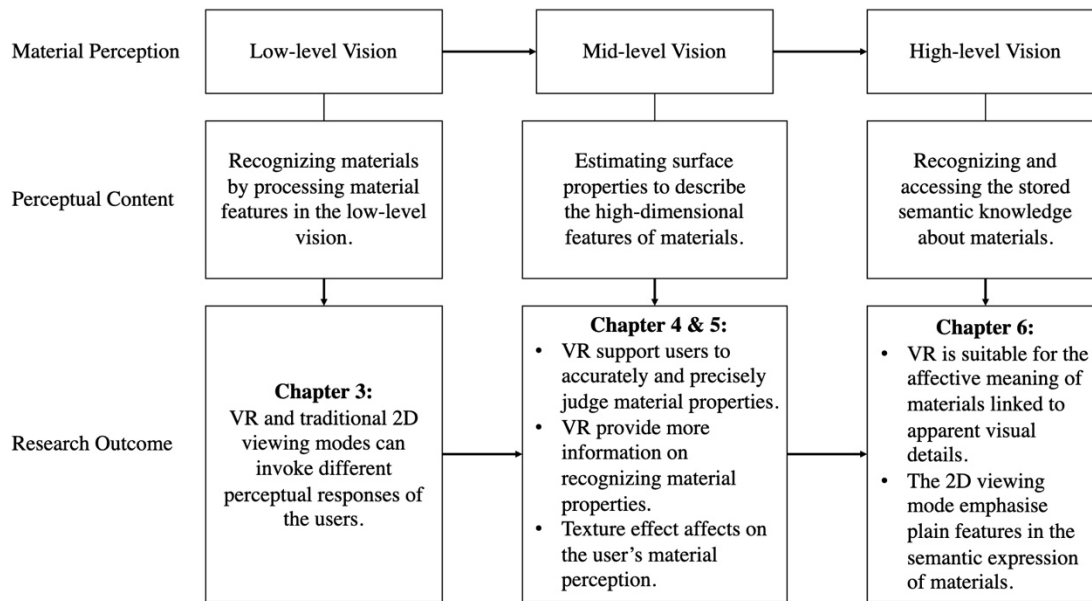 Material Perception
Low-level Vision
Mid-level Vision
High-level Vision
Perceptual Content
Recognizing materials
by processing material
features in the low-level
vision.
Estimating surface
properties to describe
the high-dimensional
features of materials.
Recognizing and
accessing the stored
semantic knowledge
about materials.
Research Outcome
Chapter 3:
VR and traditional 2D
viewing modes can
invoke different
perceptual responses of
the users.
Chapter 4 & 5:
• VR support users to
accurately and precisely
judge material properties.
• VR provide more
information on
recognizing material
properties.
• Texture effect affects on
the user’s material
perception.
Chapter 6:
• VR is suitable for the
affective meaning of
materials linked to
apparent visual
details.
• The 2D viewing
mode emphasise
plain features in the
semantic expression
of materials.